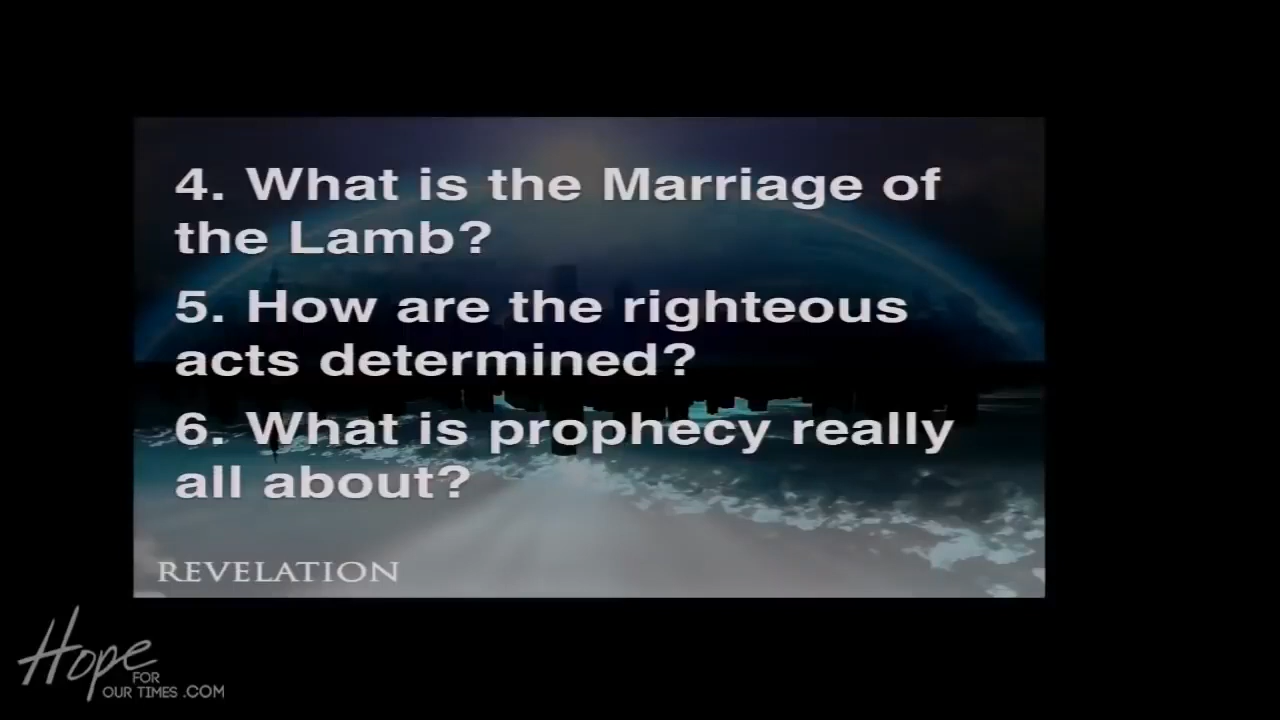 4. What is the Marriage of
the Lamb?
5. How are the righteous
acts determined?
6. What is prophecy really
all about?
REVELATION
Hope
FOR
OUR TIMES .COM